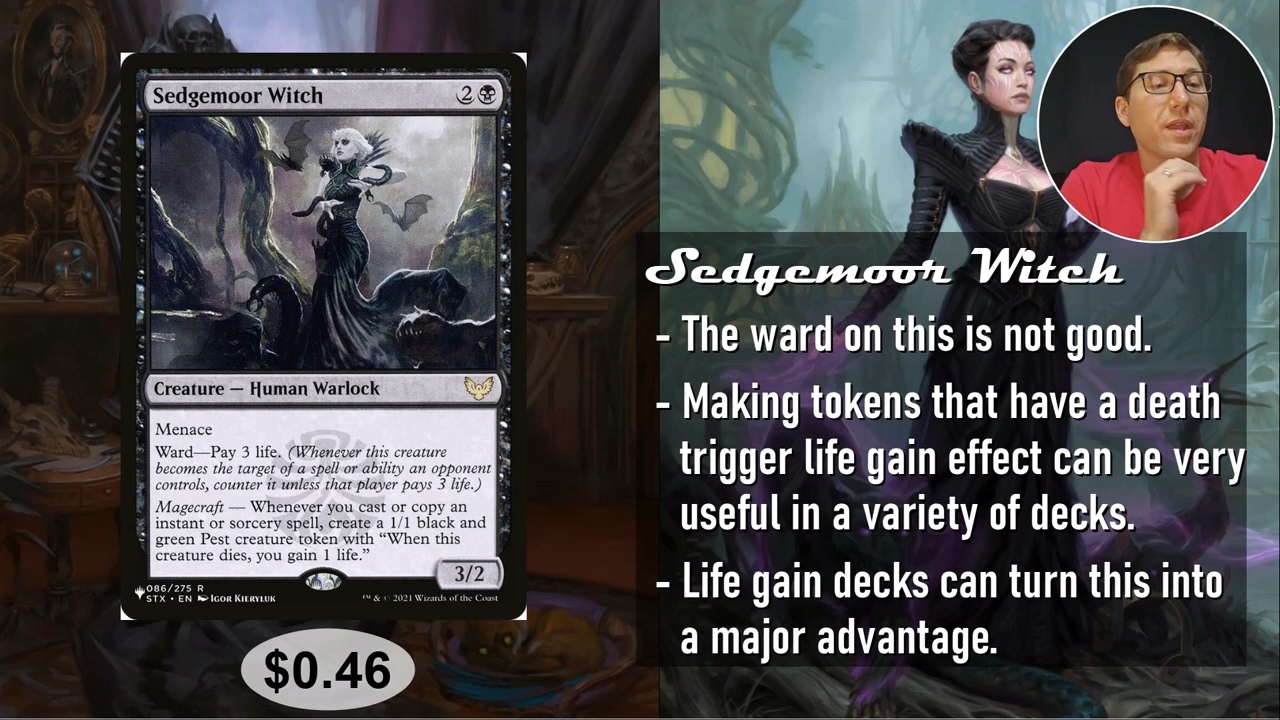 Sedgemoor Witch 2
Creature — Human Warlock
Menace
Ward—Pay 3 life. (Whenever this creature
becomes the target of a spell or ability an opponent
controls, counter it unless that player pays 3 life.)
Magecraft — Whenever you cast or copy an
instant or sorcery spell, create a 1/1 black and
green Pest creature token with “When this
creature dies, you gain 1 life.”
3/2
086/275 R
STX • EN Igor Kieryluk
™ & © 2021 Wizards of the Coast
$0.46
Sedgemoor Witch
- The ward on this is not good.
- Making tokens that have a death
trigger life gain effect can be very
useful in a variety of decks.
- Life gain decks can turn this into
a major advantage.